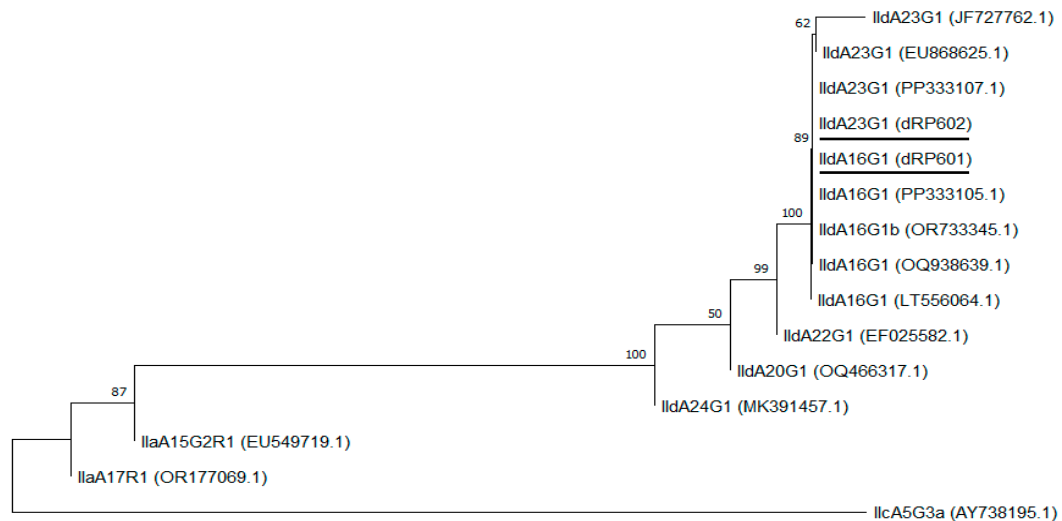 62
IIdA23G1 (JF727762.1)
IIdA23G1 (EU868625.1)
IIdA23G1 (PP333107.1)
IIdA23G1 (dRP602)
89
IIdA16G1 (dRP601)
IIdA16G1 (PP333105.1)
100
IIdA16G1b (OR733345.1)
IIdA16G1 (OQ938639.1)
99
IIdA16G1 (LT556064.1)
50
IIdA22G1 (EF025582.1)
100
IIdA20G1 (OQ466317.1)
87
IIdA24G1 (MK391457.1)
IIaA15G2R1 (EU549719.1)
IIaA17R1 (OR177069.1)
IIcA5G3a (AY738195.1)